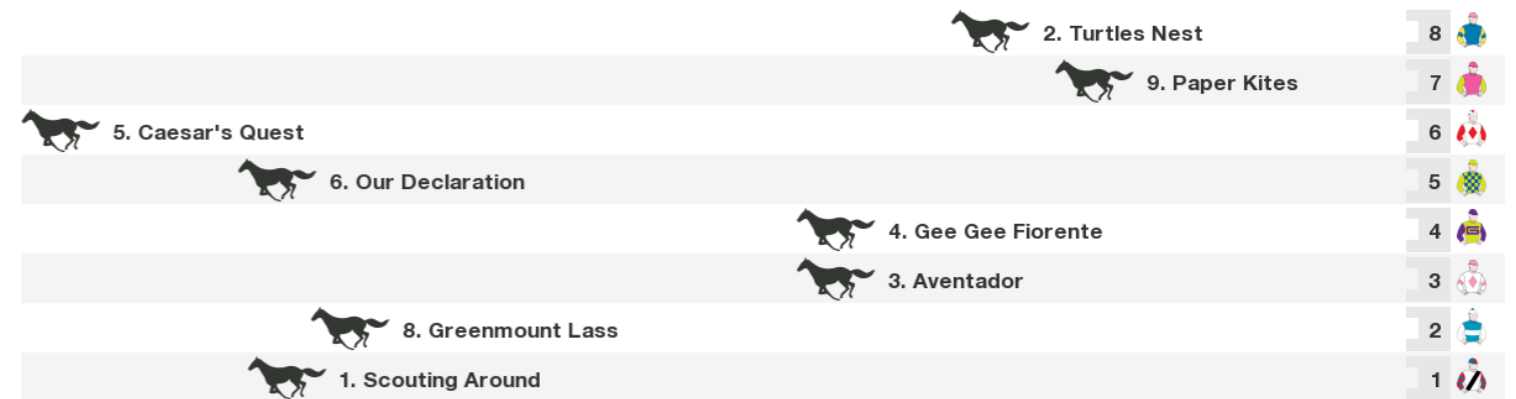 2. Turtles Nest 8
9. Paper Kites 7
5. Caesar's Quest 6
6. Our Declaration 5
4. Gee Gee Fiorente 4 G
3. Aventador 3
8. Greenmount Lass 2
1. Scouting Around 1